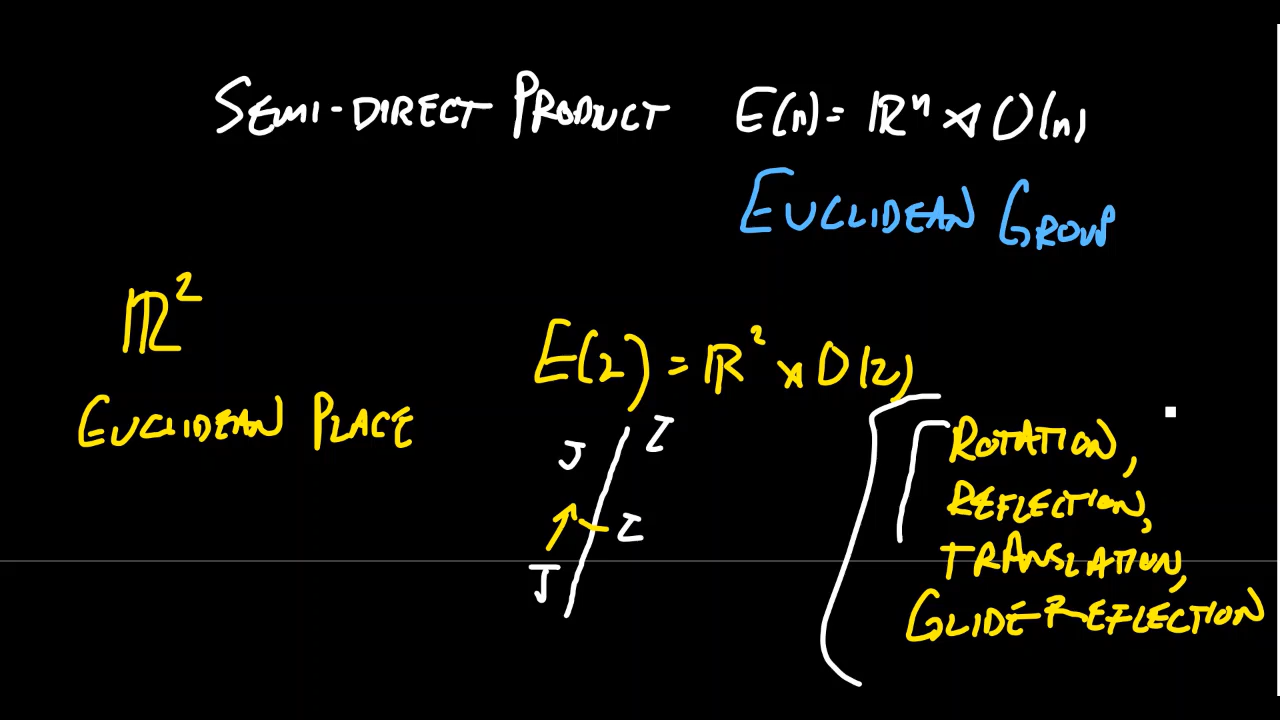 SEMI-DIRECT PRODUCT E(n) = ℝⁿ ⋊ O(n)
EUCLIDEAN GROUP
ℝ²
EUCLIDEAN PLACE
E(2) = ℝ² ⋊ O(2)
J
ROTATION,
REFLECTION,
TRANSLATION,
GLIDE-REFLECTION
J